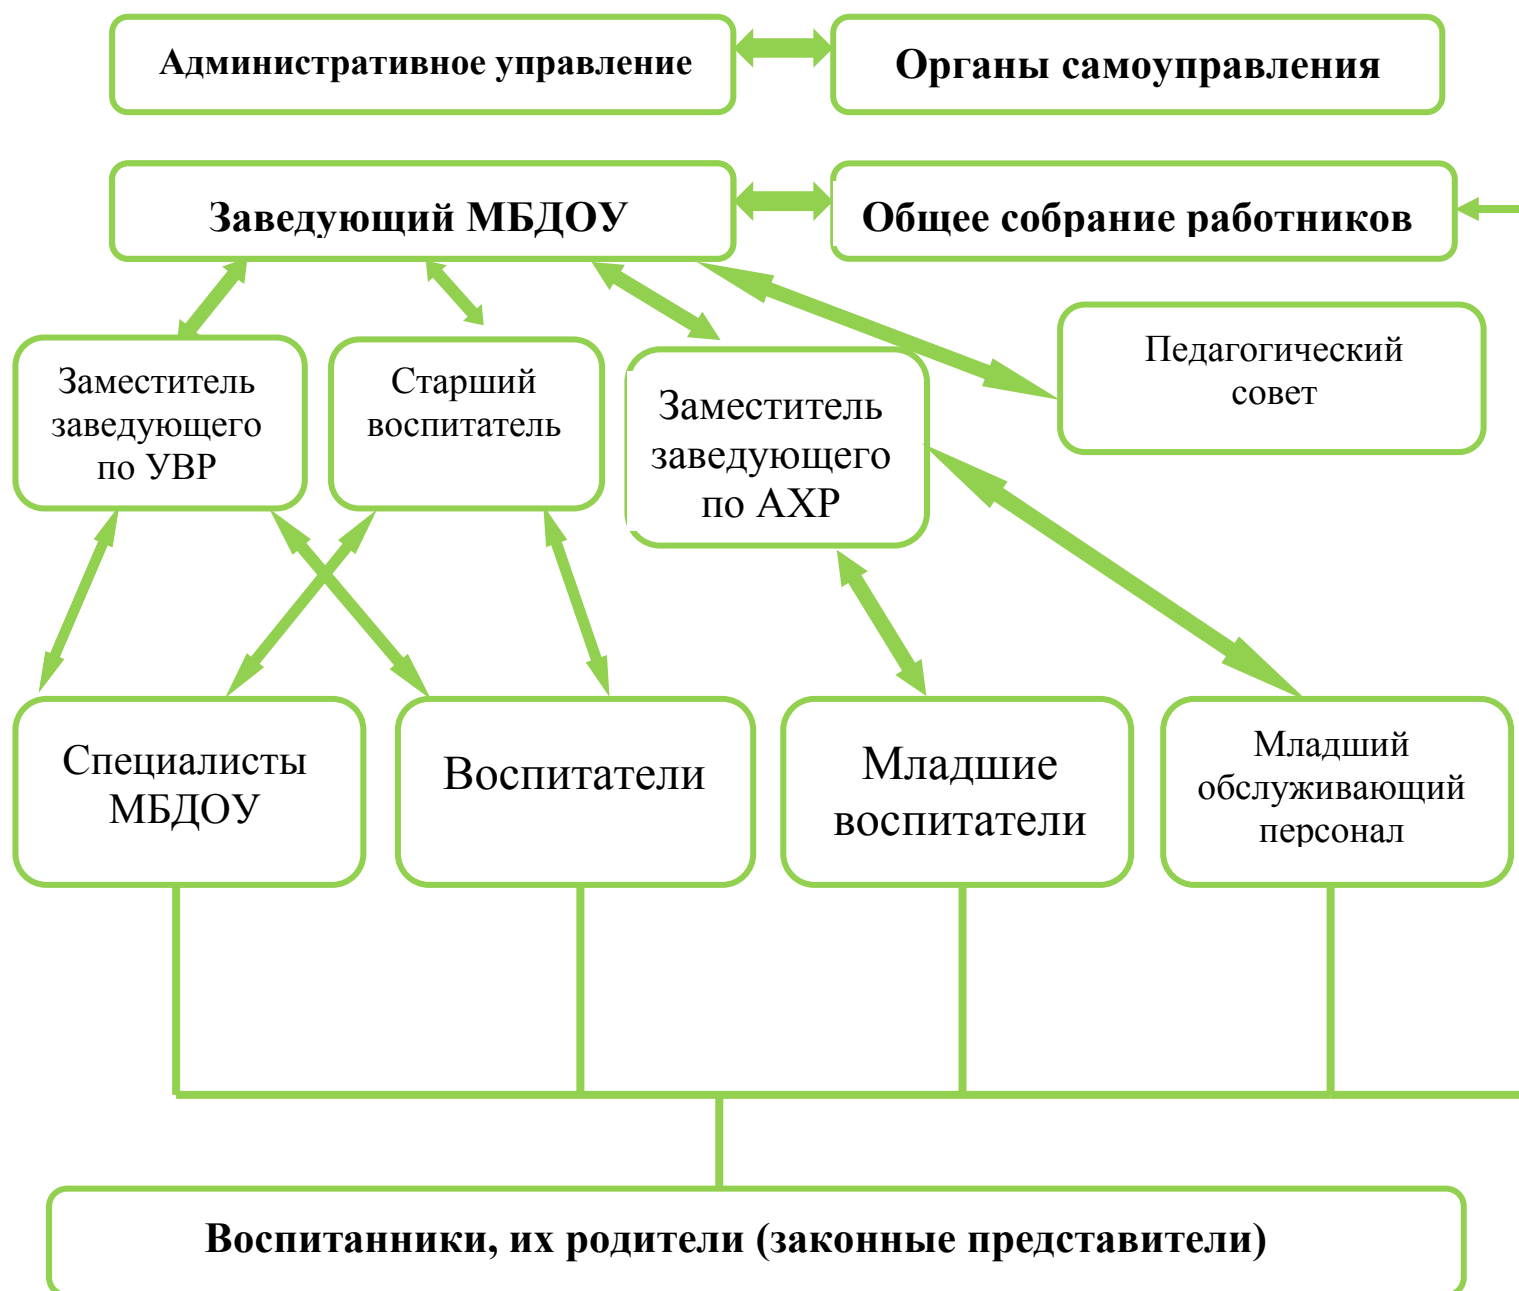 Административное управление
Органы самоуправления
Заведующий МБДОУ
Общее собрание работников
Заместитель
заведующего
по УВР
Старший
воспитатель
Заместитель
заведующего
по АХР
Педагогический
совет
Специалисты
МБДОУ
Воспитатели
Младшие
воспитатели
Младший
обслуживающий
персонал
Воспитанники, их родители (законные представители)